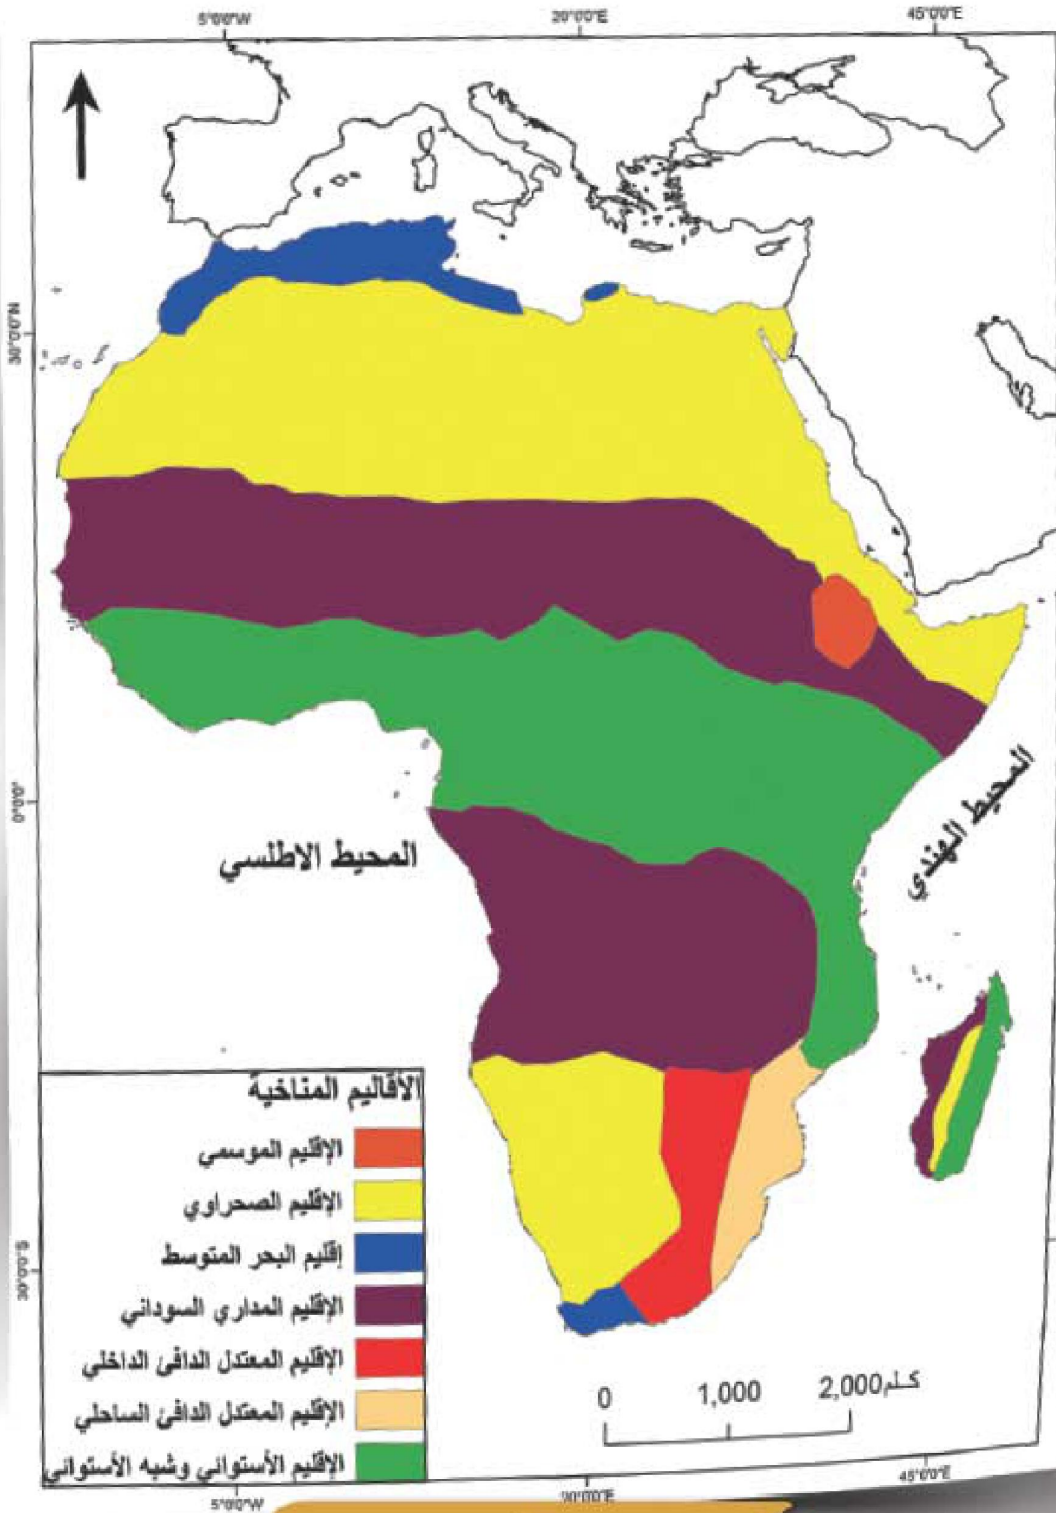 5°0'0"W
20°0'0"E
45°0'0"E
30°0'0"N
0°0'0"
30°0'0"S
المحيط الاطلسي
المحيط الهندي
الأقاليم المناخية
الإقليم الموسمي
الإقليم الصحراوي
إقليم البحر المتوسط
الإقليم المداري السوداني
الإقليم المعتدل الدافئ الداخلي
الإقليم المعتدل الدافئ الساحلي
الإقليم الأستوائي وشبه الأستوائي
0 1,000 2,000كلم
5°0'0"W
45°0'0"E